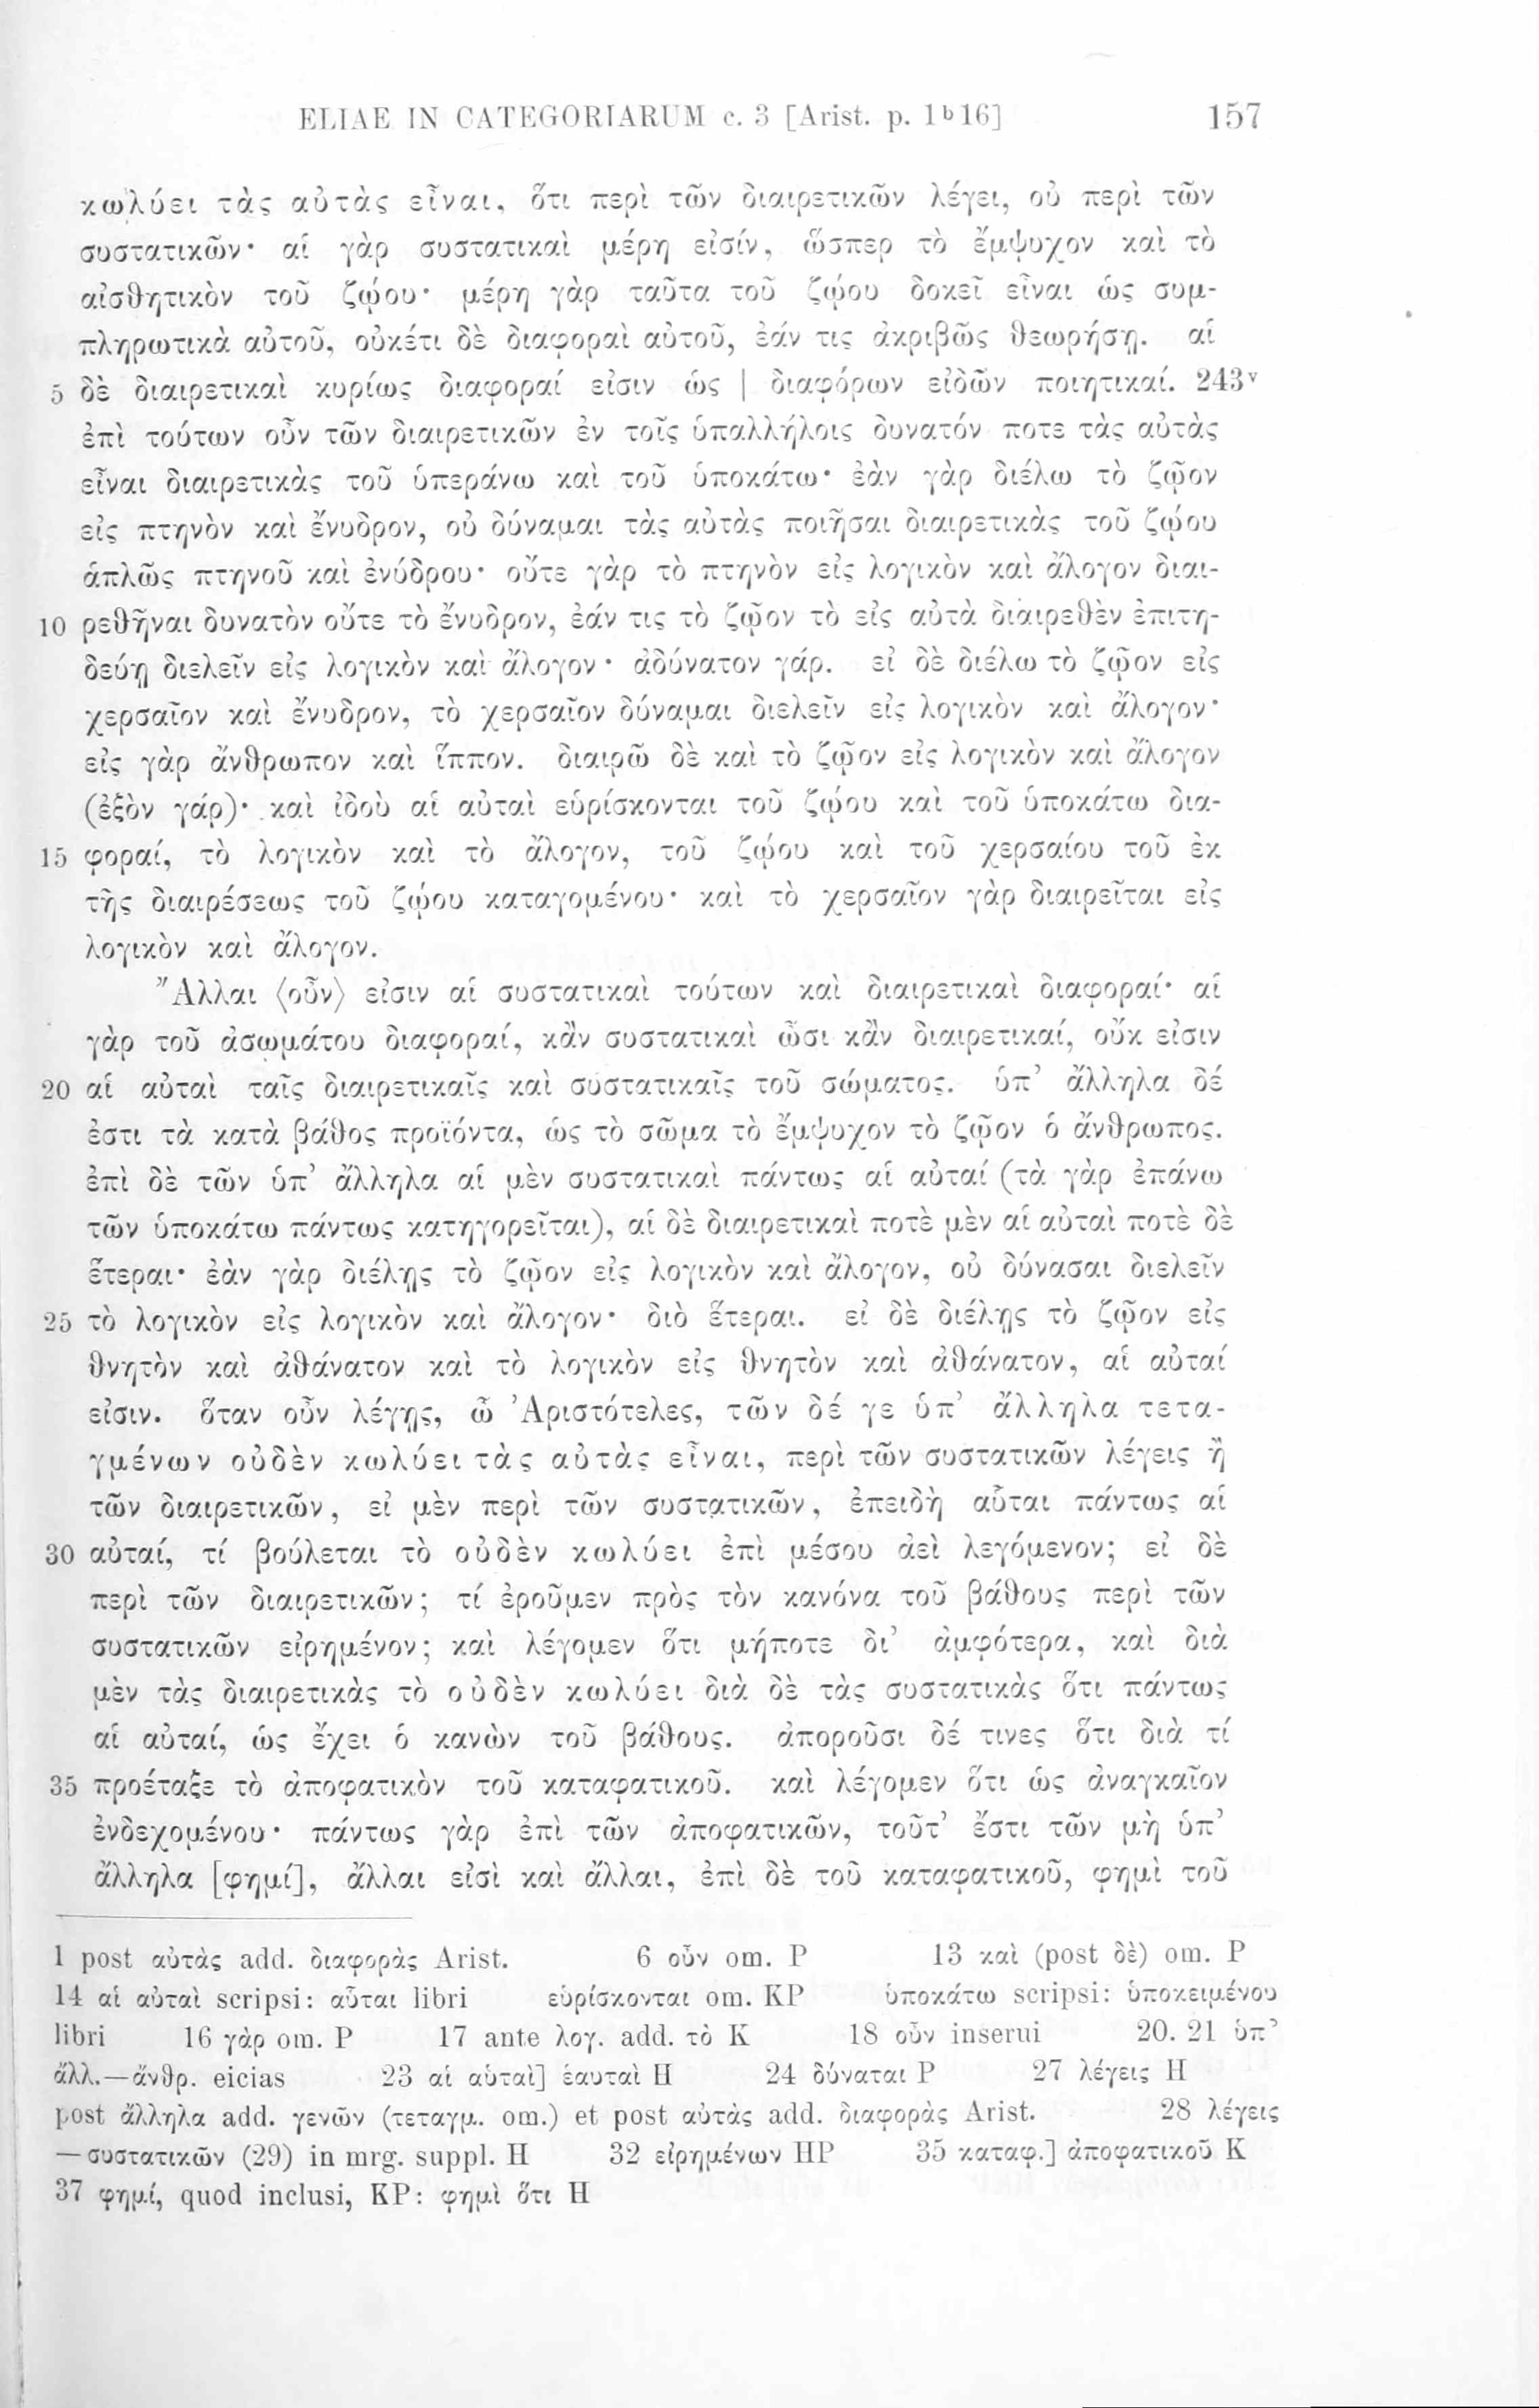 ELIAE IN CATEGORIARUM c. 3 [Arist. p. 1b16] 157
κωλύει τὰς αὐτὰς εἶναι, ὅτι περὶ τῶν διαιρετικῶν λέγει, οὐ περὶ τῶν
συστατικῶν· αἱ γὰρ συστατικαὶ μέρη εἰσίν, ὥσπερ τὸ ἔμψυχον καὶ τὸ
αἰσθητικὸν τοῦ ζῴου· μέρη γὰρ ταῦτα τοῦ ζῴου δοκεῖ εἶναι ὡς συμ-
πληρωτικὰ αὐτοῦ, οὐκέτι δὲ διαφοραὶ αὐτοῦ, ἐάν τις ἀκριβῶς θεωρήσῃ. αἱ
5 δὲ διαιρετικαὶ κυρίως διαφοραί εἰσιν ὡς | διαφόρων εἰδῶν ποιητικαί. 243v
ἐπὶ τούτων οὖν τῶν διαιρετικῶν ἐν τοῖς ὑπαλλήλοις δυνατόν ποτε τὰς αὐτὰς
εἶναι διαιρετικὰς τοῦ ὑπεράνω καὶ τοῦ ὑποκάτω· ἐὰν γὰρ διέλω τὸ ζῷον
εἰς πτηνὸν καὶ ἔνυδρον, οὐ δύναμαι τὰς αὐτὰς ποιῆσαι διαιρετικὰς τοῦ ζῴου
ἁπλῶς πτηνοῦ καὶ ἐνύδρου· οὔτε γὰρ τὸ πτηνὸν εἰς λογικὸν καὶ ἄλογον διαι-
10 ρεθῆναι δυνατὸν οὔτε τὸ ἔνυδρον, ἐάν τις τὸ ζῷον τὸ εἰς αὐτὰ διαιρεθὲν ἐπιτη-
δεύῃ διελεῖν εἰς λογικὸν καὶ ἄλογον· ἀδύνατον γάρ. εἰ δὲ διέλω τὸ ζῷον εἰς
χερσαῖον καὶ ἔνυδρον, τὸ χερσαῖον δύναμαι διελεῖν εἰς λογικὸν καὶ ἄλογον·
εἰς γὰρ ἄνθρωπον καὶ ἵππον. διαιρῶ δὲ καὶ τὸ ζῷον εἰς λογικὸν καὶ ἄλογον
(ἐξὸν γάρ)· καὶ ἰδοὺ αἱ αὐταὶ εὑρίσκονται τοῦ ζῴου καὶ τοῦ ὑποκάτω δια-
15 φοραί, τὸ λογικὸν καὶ τὸ ἄλογον, τοῦ ζῴου καὶ τοῦ χερσαίου τοῦ ἐκ
τῆς διαιρέσεως τοῦ ζῴου καταγομένου· καὶ τὸ χερσαῖον γὰρ διαιρεῖται εἰς
λογικὸν καὶ ἄλογον.
Ἄλλαι ⟨οὖν⟩ εἰσιν αἱ συστατικαὶ τούτων καὶ διαιρετικαὶ διαφοραί· αἱ
γὰρ τοῦ ἀσωμάτου διαφοραί, κἂν συστατικαὶ ὦσι κἂν διαιρετικαί, οὔκ εἰσιν
20 αἱ αὐταὶ ταῖς διαιρετικαῖς καὶ συστατικαῖς τοῦ σώματος. ὑπ’ ἄλληλα δέ
ἐστι τὰ κατὰ βάθος προϊόντα, ὡς τὸ σῶμα τὸ ἔμψυχον τὸ ζῷον ὁ ἄνθρωπος.
ἐπὶ δὲ τῶν ὑπ’ ἄλληλα αἱ μὲν συστατικαὶ πάντως αἱ αὐταί (τὰ γὰρ ἐπάνω
τῶν ὑποκάτω πάντως κατηγορεῖται), αἱ δὲ διαιρετικαὶ ποτὲ μὲν αἱ αὐταὶ ποτὲ δὲ
ἕτεραι· ἐὰν γὰρ διέλῃς τὸ ζῷον εἰς λογικὸν καὶ ἄλογον, οὐ δύνασαι διελεῖν
25 τὸ λογικὸν εἰς λογικὸν καὶ ἄλογον· διὸ ἕτεραι. εἰ δὲ διέλῃς τὸ ζῷον εἰς
θνητὸν καὶ ἀθάνατον καὶ τὸ λογικὸν εἰς θνητὸν καὶ ἀθάνατον, αἱ αὐταί
εἰσιν. ὅταν οὖν λέγῃς, ὦ Ἀριστότελες, τῶν δέ γε ὑπ’ ἄλληλα τετα-
γμένων οὐδὲν κωλύει τὰς αὐτὰς εἶναι, περὶ τῶν συστατικῶν λέγεις ἢ
τῶν διαιρετικῶν, εἰ μὲν περὶ τῶν συστατικῶν, ἐπειδὴ αὗται πάντως αἱ
30 αὐταί, τί βούλεται τὸ οὐδὲν κωλύει ἐπὶ μέσου ἀεὶ λεγόμενον; εἰ δὲ
περὶ τῶν διαιρετικῶν; τί ἐροῦμεν πρὸς τὸν κανόνα τοῦ βάθους περὶ τῶν
συστατικῶν εἰρημένον; καὶ λέγομεν ὅτι μήποτε δι’ ἀμφότερα, καὶ διὰ
μὲν τὰς διαιρετικὰς τὸ οὐδὲν κωλύει διὰ δὲ τὰς συστατικὰς ὅτι πάντως
αἱ αὐταί, ὡς ἔχει ὁ κανὼν τοῦ βάθους. ἀποροῦσι δέ τινες ὅτι διὰ τί
35 προέταξε τὸ ἀποφατικὸν τοῦ καταφατικοῦ. καὶ λέγομεν ὅτι ὡς ἀναγκαῖον
ἐνδεχομένου· πάντως γὰρ ἐπὶ τῶν ἀποφατικῶν, τοῦτ’ ἔστι τῶν μὴ ὑπ’
ἄλληλα [φημί], ἄλλαι εἰσὶ καὶ ἄλλαι, ἐπὶ δὲ τοῦ καταφατικοῦ, φημὶ τοῦ
1 post αὐτὰς add. διαφορὰς Arist. 6 οὖν om. P 13 καὶ (post δὲ) om. P
14 αἱ αὐταὶ scripsi: αὗται libri εὑρίσκονται om. KP ὑποκάτω scripsi: ὑποκειμένου
libri 16 γὰρ om. P 17 ante λογ. add. τὸ K 18 οὖν inserui 20. 21 ὑπ’
ἄλλ.—ἄνθρ. eicias 23 αἱ αὐταὶ] ἑαυταὶ H 24 δύναται P 27 λέγεις H
post ἄλληλα add. γενῶν (τεταγμ. om.) et post αὐτὰς add. διαφορὰς Arist. 28 λέγεις
— συστατικῶν (29) in mrg. suppl. H 32 εἰρημένων HP 35 καταφ.] ἀποφατικοῦ K
37 φημί, quod inclusi, KP: φημὶ ὅτι H